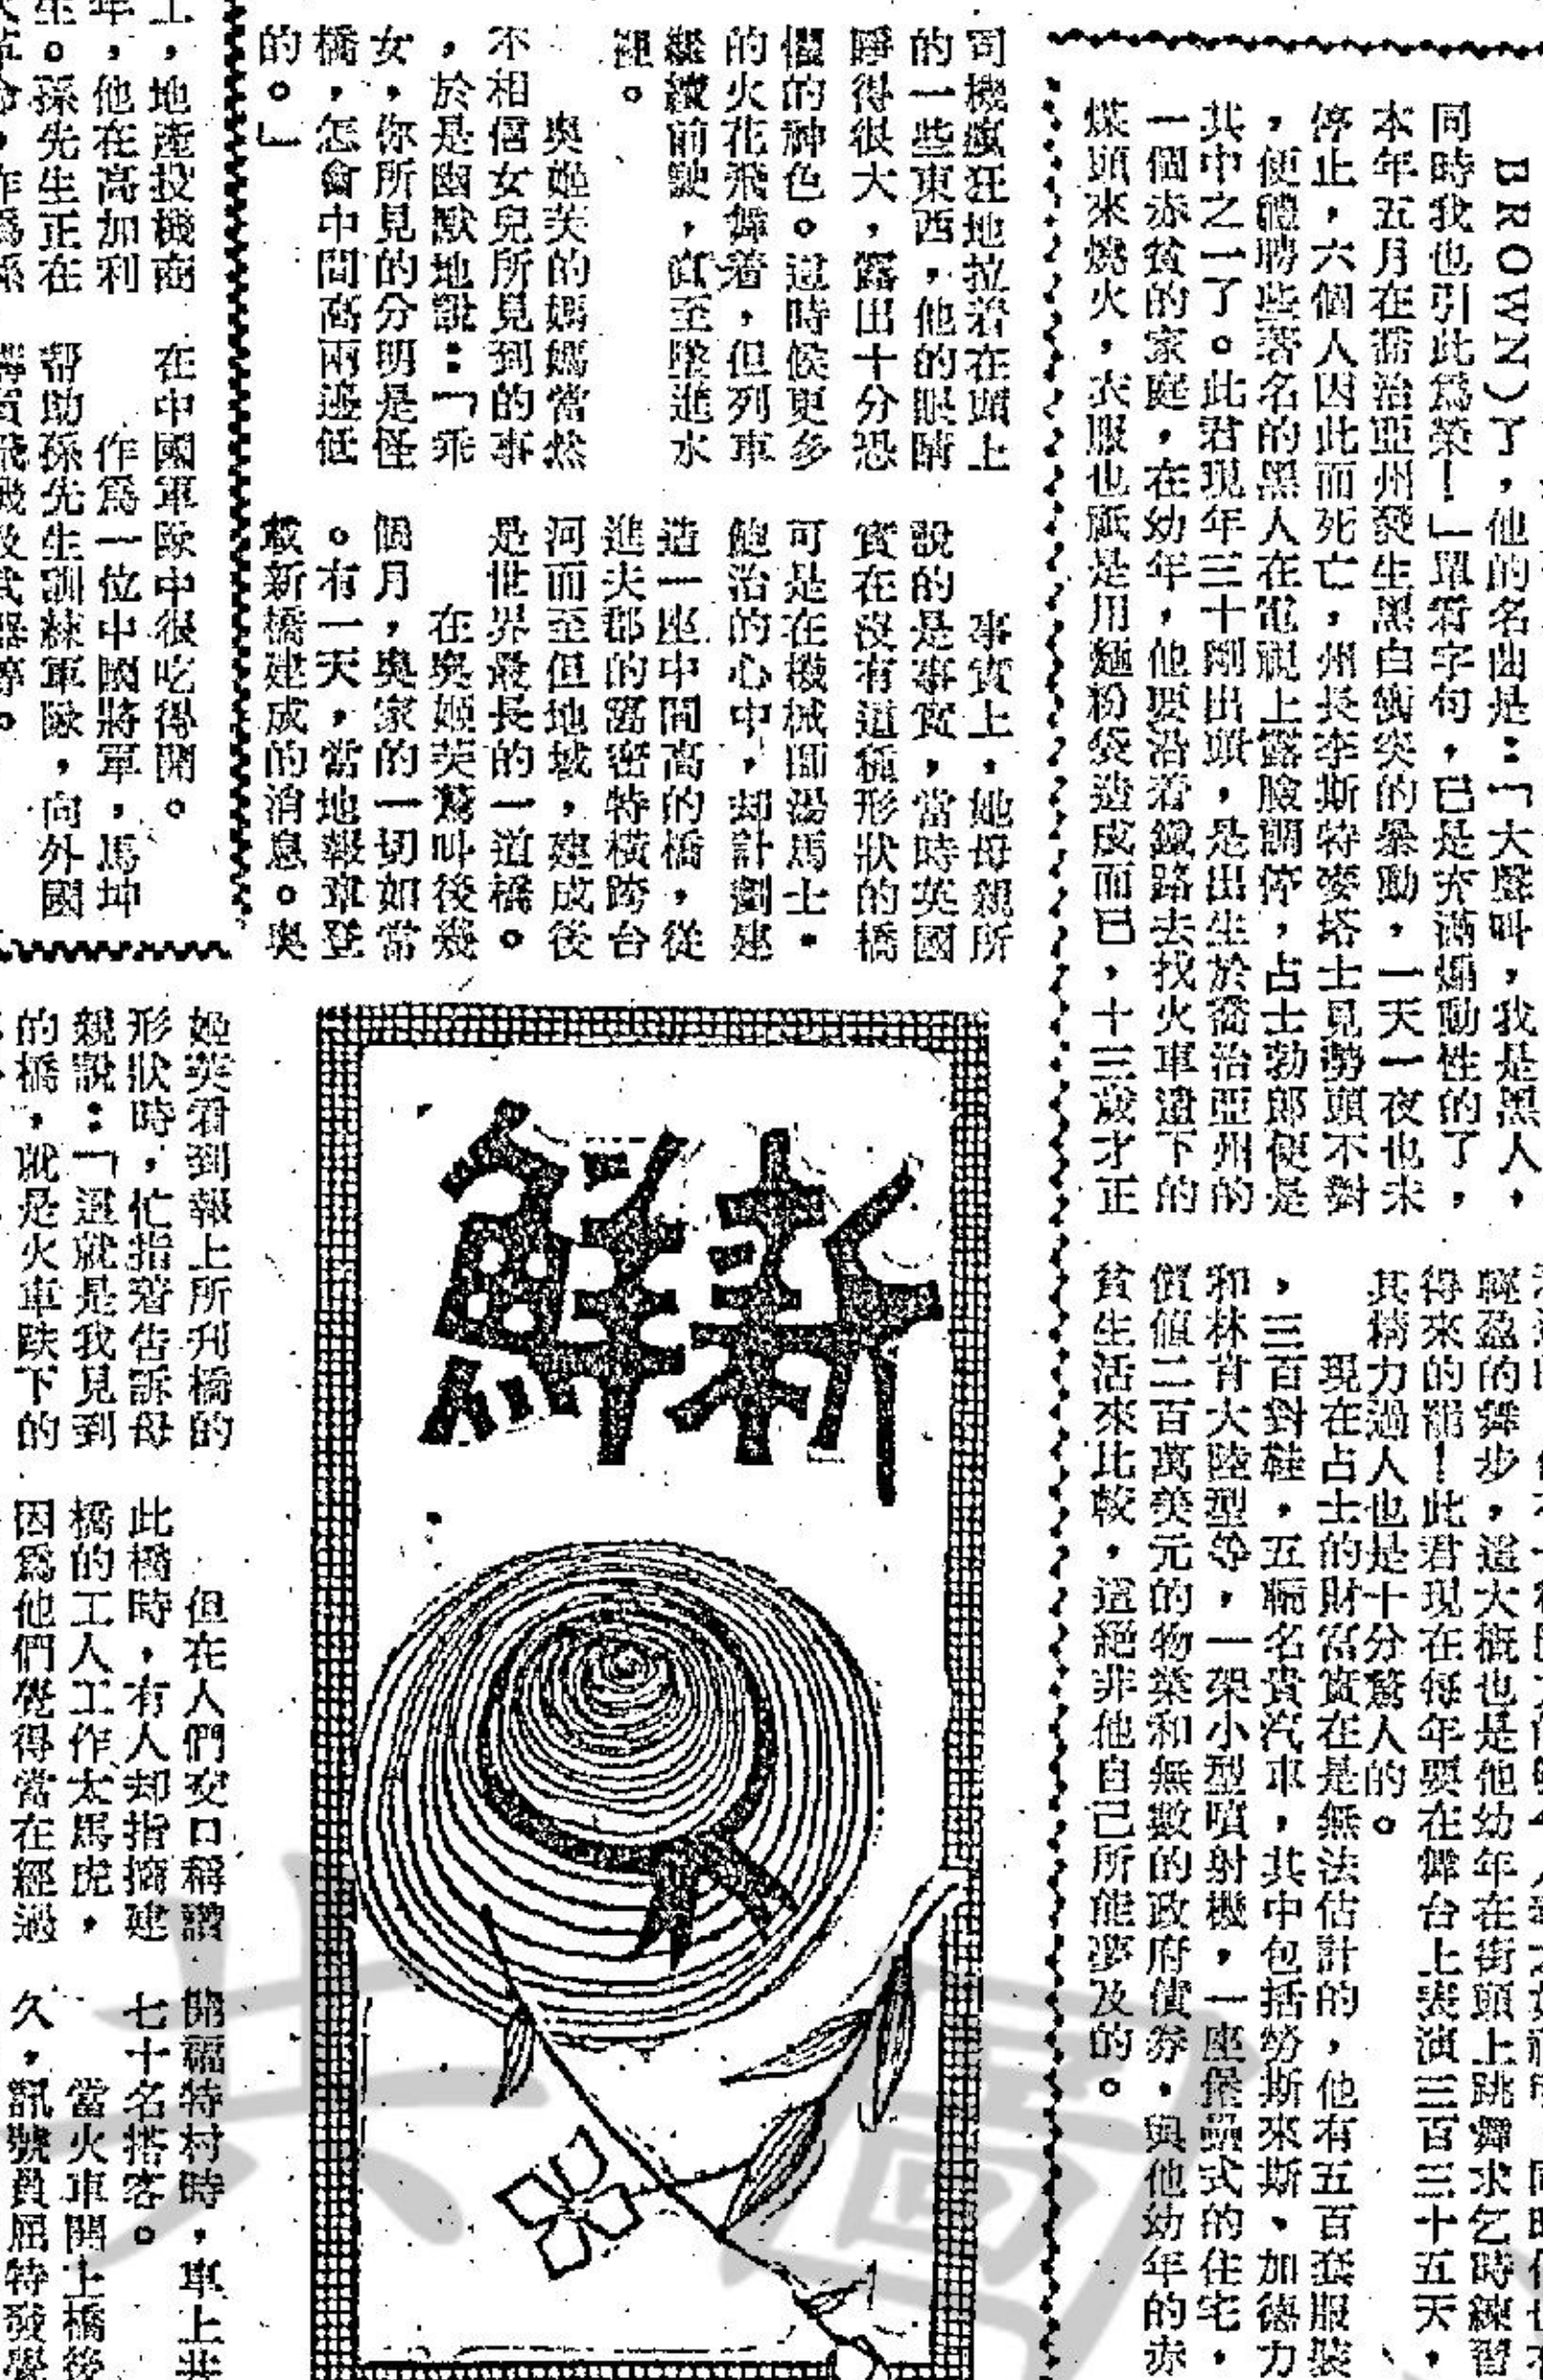 BROWN)了,他的名曲是:「大聲叫,我是黑人,
同時我也引此爲榮!」單看字句,已是充滿煽動性的了,
本年五月在喬治亞州發生黑白衝突的暴動,一天一夜也未
停止,六個人因此而死亡,州長李斯特麥塔士見勢頭不對
,便禮聘些著名的黑人在電視上露臉調停,占士勃郎便是
其中之一了。此君現年三十剛出頭,是出生於喬治亞州的
一個赤貧的家庭,在幼年,他要沿着鐵路去找火車遺下的
煤頭來燒火,衣服也祇是用麵粉袋造成而已,十三歲才正
輕盈的舞步,這大概也是他幼年在街頭上跳舞求乞時練習
得來的罷!此君現在每年要在舞台上表演三百三十五天,
其精力過人也是十分驚人的。
現在占士的財富實在是無法估計的,他有五百套服裝
,三百對鞋,五輛名貴汽車,其中包括勞斯來斯、加德力
和林肯大陸型等,一架小型噴射機,一座堡壘式的住宅,
價值二百萬美元的物業和無數的政府債券,與他幼年的赤
貧生活來比較,這絕非他自己所能夢及的。
司機瘋狂地拉着在頭上
的一些東西,他的眼睛
睜得很大,露出十分恐
懼的神色。這時候更多
的火花飛舞着,但列車
繼續前駛,直至墜進水
裡。
奧姬芙的媽媽當然
不相信女兒所見到的事
,於是幽默地說:「乖
女,你所見的分明是怪
橋,怎會中間高兩邊低
的。」
事實上,她母親所
說的是事實,當時英國
實在沒有這種形狀的橋
可是在機械師湯馬士.
鮑治的心中,却計劃建
造一座中間高的橋,從
進夫郡的富密特橫跨台
河而至但地城,建成後
是世界最長的一道橋。
在奧姬芙驚叫後幾
個月,奧家的一切如常
。有一天,當地報章登
載新橋建成的消息。奧
姬芙看到報上所刊橋的
形狀時,忙指着告訴母
親說:「這就是我見到
的橋,就是火車跌下的
但在人們交口稱讚
此橋時,有人却指摘建
橋的工人工作太馬虎,
因爲他們覺得當在經過
開福特村時,車上共
七十名搭客。
當火車開上橋後
久,訊號員屈特發覺
新鮮
,地產投機商
年,他在高加利
生。孫先生正在
在中國軍隊中很吃得開。
作爲一位中國將軍,馬坤
帮助孫先生訓練軍隊,向外國